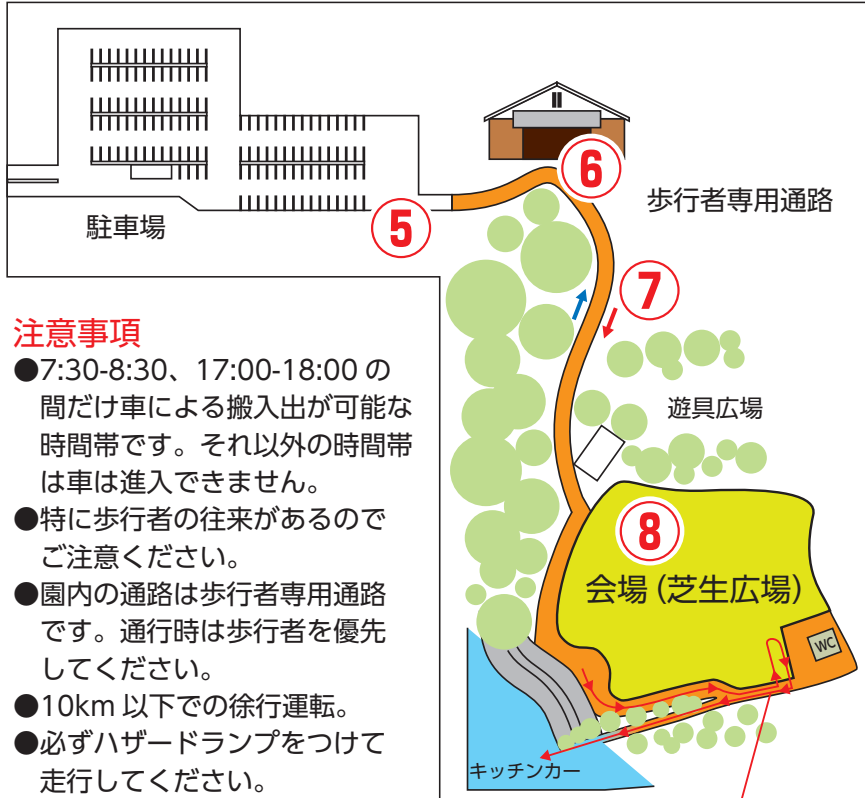 ⑥
歩行者専用通路
⑤
駐車場
⑦
注意事項
●7:30-8:30、17:00-18:00 の
間だけ車による搬入出が可能な
時間帯です。それ以外の時間帯
は車は進入できません。
●特に歩行者の往来があるので
ご注意ください。
●園内の通路は歩行者専用通路
です。通行時は歩行者を優先
してください。
●10km 以下での徐行運転。
●必ずハザードランプをつけて
走行してください。
遊具広場
⑧
会場 (芝生広場)
WC
キッチンカー